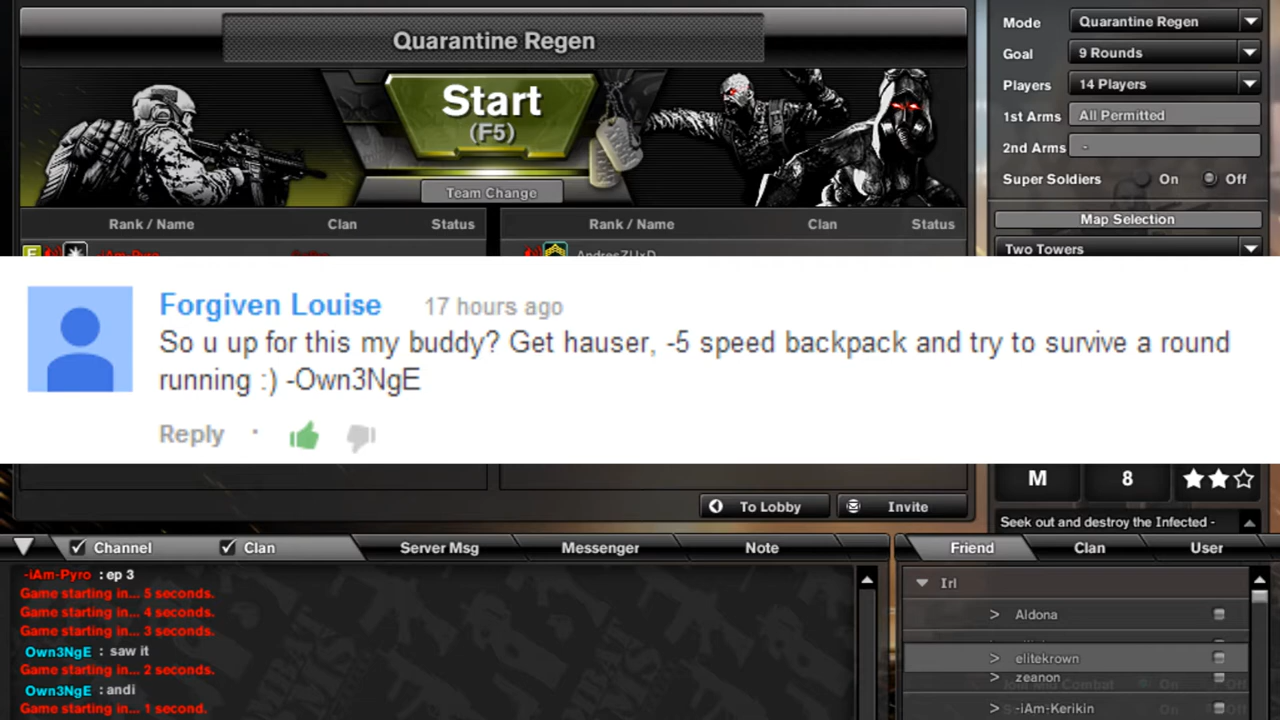 Quarantine Regen
Start
(F5)
Team Change
Rank / Name Clan Status
Rank / Name Clan Status
-iAm-Pyro
AndresZUxD
Mode Quarantine Regen
Goal 9 Rounds
Players 14 Players
1st Arms All Permitted
2nd Arms -
Super Soldiers On Off
Map Selection
Two Towers
Forgiven Louise 17 hours ago
So u up for this my buddy? Get hauser, -5 speed backpack and try to survive a round
running :) -Own3NgE
Reply ·
To Lobby Invite
M 8
Seek out and destroy the Infected -
Channel Clan Server Msg Messenger Note
-iAm-Pyro : ep 3
Game starting in... 5 seconds.
Game starting in... 4 seconds.
Game starting in... 3 seconds.
Own3NgE : saw it
Game starting in... 2 seconds.
Own3NgE : andi
Game starting in... 1 second.
Friend Clan User
Irl
> Aldona
> elitekrown
> zeanon
> -iAm-Kerikin